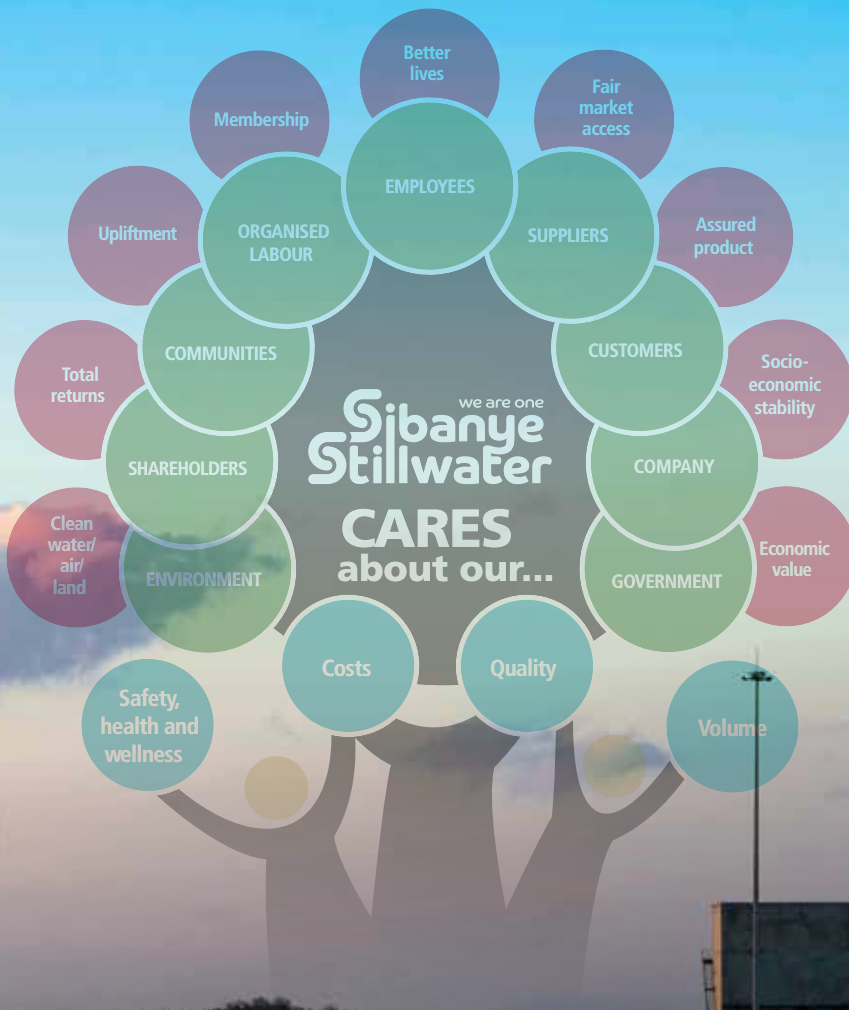 Better
lives
Membership
Fair
market
access
EMPLOYEES
Upliftment
ORGANISED
LABOUR
SUPPLIERS
Assured
product
COMMUNITIES
CUSTOMERS
Total
returns
Socio-
economic
stability
we are one
Sibanye
Stillwater
SHAREHOLDERS
COMPANY
CARES
about our...
Clean
water/
air/
land
ENVIRONMENT
GOVERNMENT
Economic
value
Costs
Quality
Safety,
health and
wellness
Volume